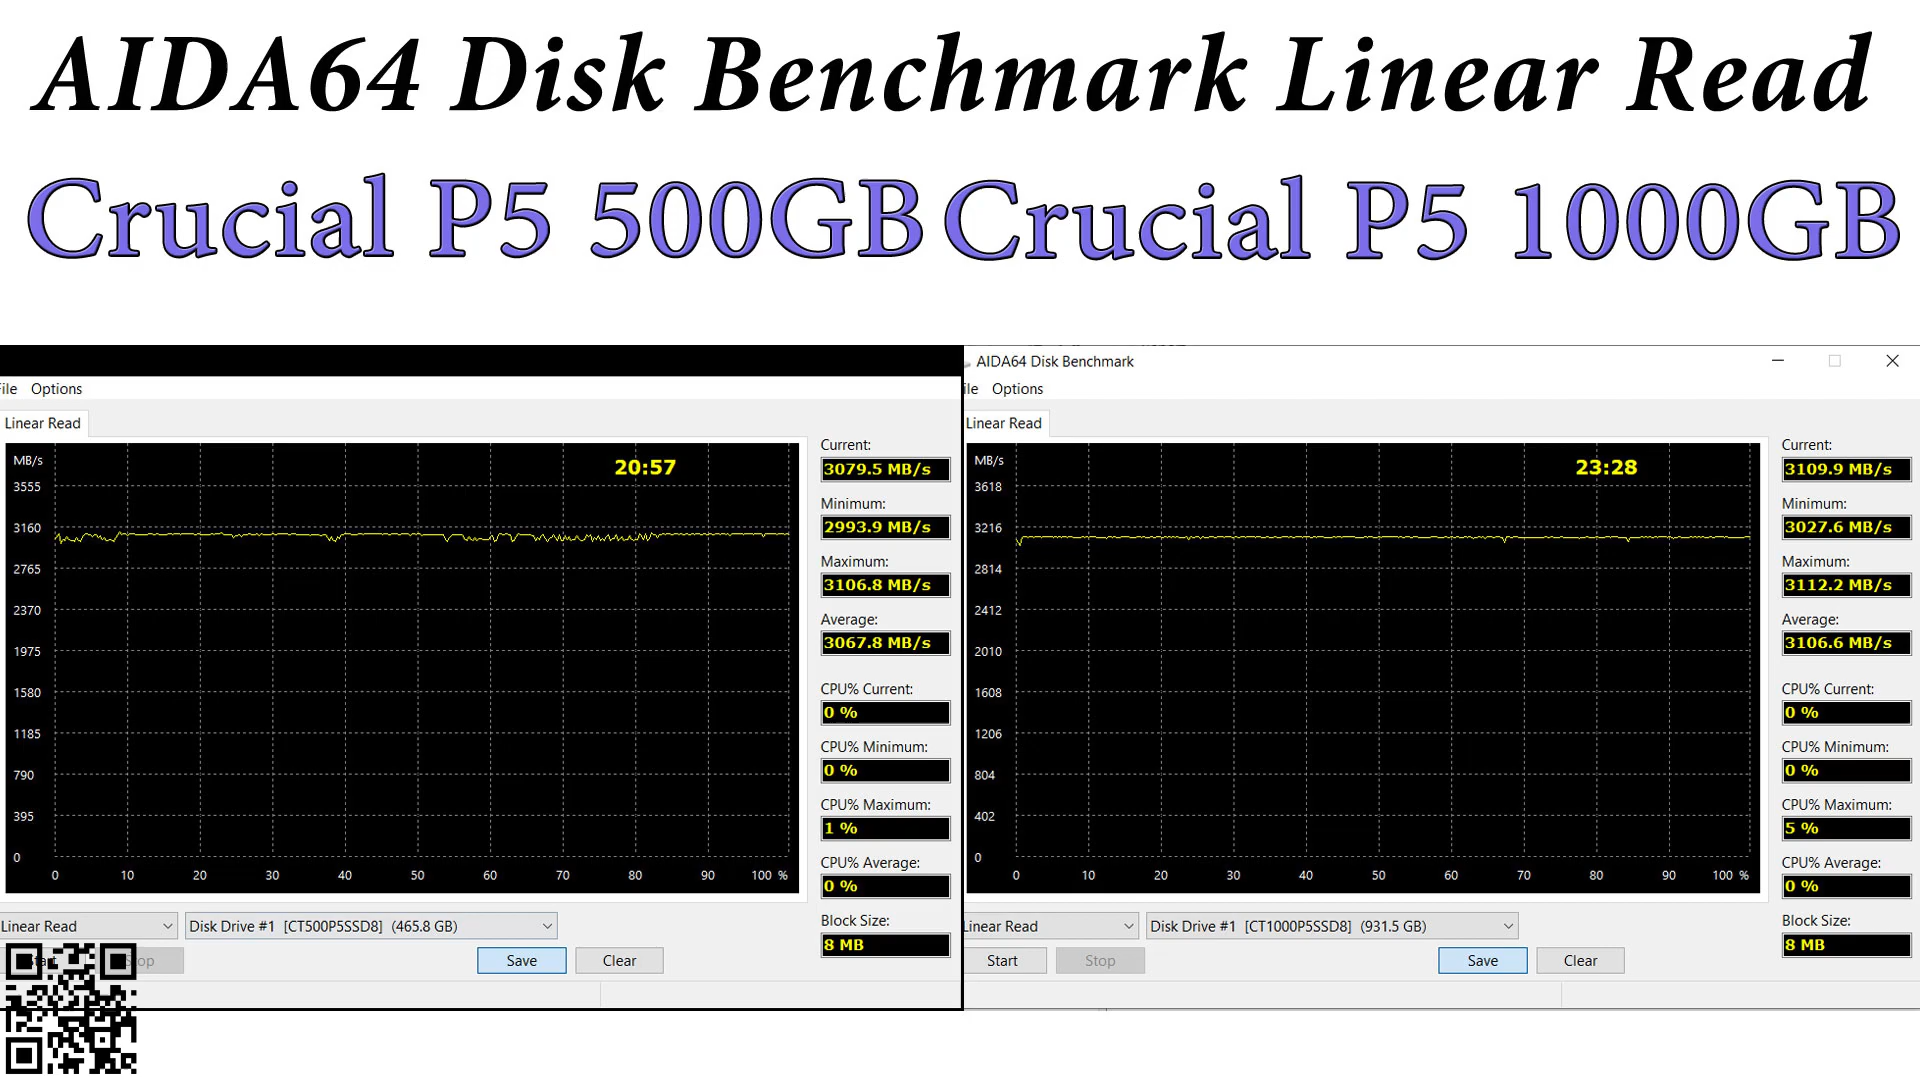 AIDA64 Disk Benchmark Linear Read
Crucial P5 500GB
Crucial P5 1000GB
ile Options
Linear Read
MB/s
20:57
3555
3160
2765
2370
1975
1580
1185
790
395
0
0 10 20 30 40 50 60 70 80 90 100 %
Current:
3079.5 MB/s
Minimum:
2993.9 MB/s
Maximum:
3106.8 MB/s
Average:
3067.8 MB/s
CPU% Current:
0 %
CPU% Minimum:
0 %
CPU% Maximum:
1 %
CPU% Average:
0 %
Block Size:
8 MB
Linear Read
Disk Drive #1 [CT500P5SSD8] (465.8 GB)
Save Clear
AIDA64 Disk Benchmark
ile Options
Linear Read
MB/s
23:28
3618
3216
2814
2412
2010
1608
1206
804
402
0
0 10 20 30 40 50 60 70 80 90 100 %
Current:
3109.9 MB/s
Minimum:
3027.6 MB/s
Maximum:
3112.2 MB/s
Average:
3106.6 MB/s
CPU% Current:
0 %
CPU% Minimum:
0 %
CPU% Maximum:
5 %
CPU% Average:
0 %
Block Size:
8 MB
Linear Read
Disk Drive #1 [CT1000P5SSD8] (931.5 GB)
Start Stop Save Clear